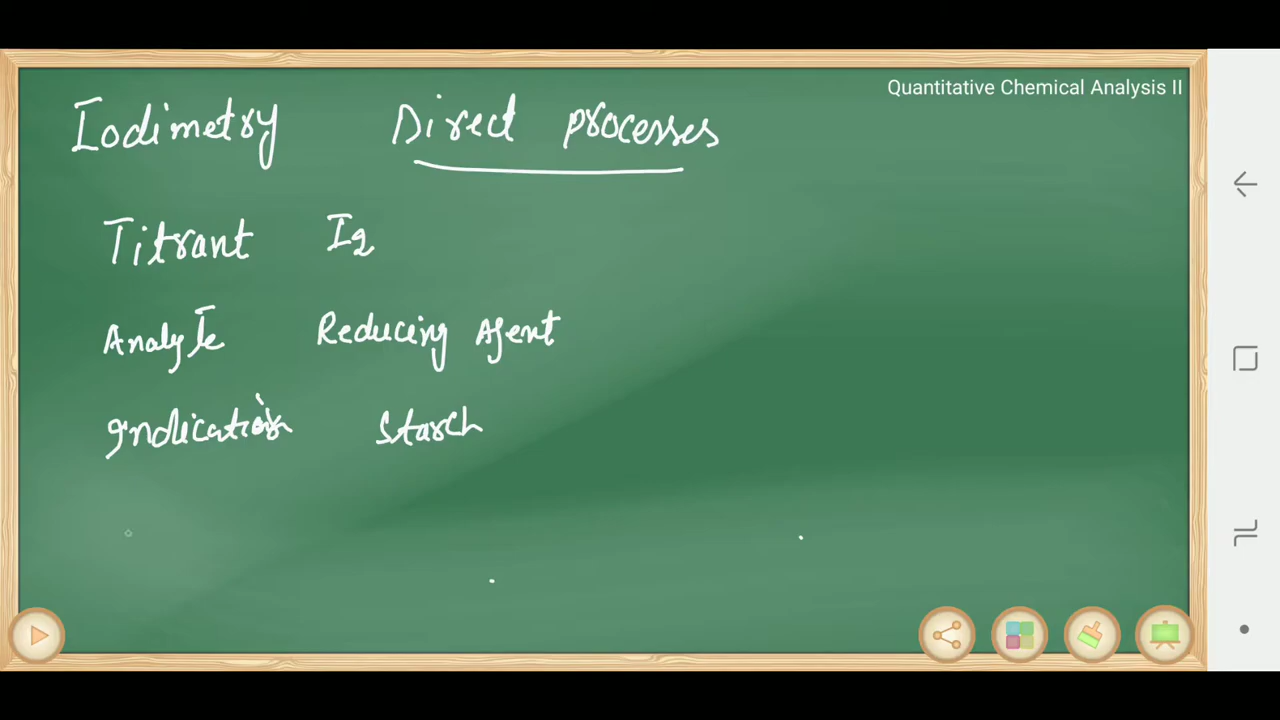 Quantitative Chemical Analysis II
Iodimetry Direct processes
Titrant I2
Analyte Reducing Agent
Indication Starch